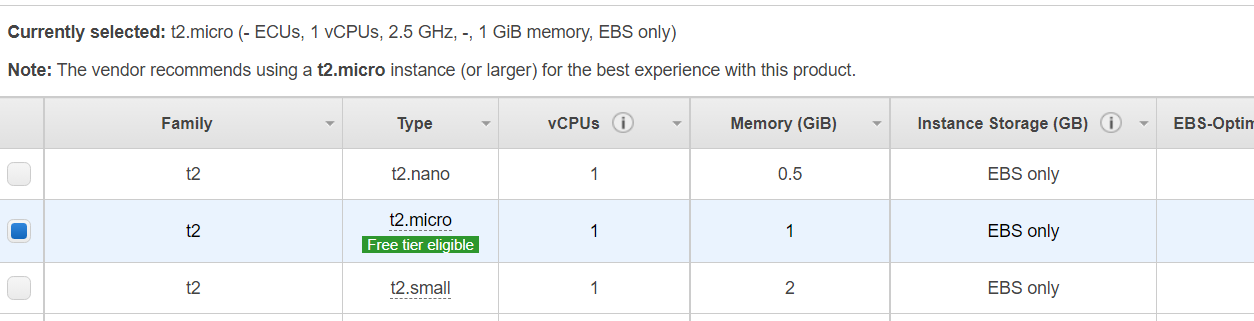 Currently selected: t2.micro (- ECUs, 1 vCPUs, 2.5 GHz, -, 1 GiB memory, EBS only)
Note: The vendor recommends using a t2.micro instance (or larger) for the best experience with this product.
Family Type vCPUs i Memory (GiB) Instance Storage (GB) i EBS-Optim
t2 t2.nano 1 0.5 EBS only
t2 t2.micro 1 1 EBS only
Free tier eligible
t2 t2.small 1 2 EBS only